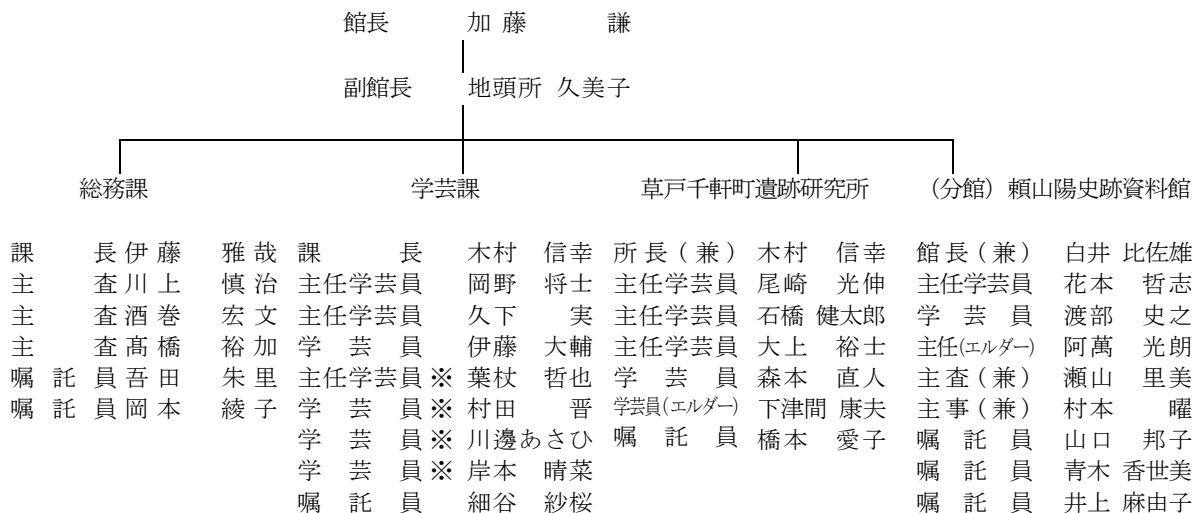 館長 加藤 謙
副館長 地頭所 久美子
総務課 学芸課 草戸千軒町遺跡研究所 (分館) 頼山陽史跡資料館
課長 伊藤 雅哉 課長 木村 信幸 所長(兼) 木村 信幸 館長(兼) 白井 比佐雄
主査 川上 慎治 主任学芸員 岡野 将士 主任学芸員 尾崎 光伸 主任学芸員 花本 哲志
主査 酒巻 宏文 主任学芸員 久下 実 主任学芸員 石橋 健太郎 学芸員 渡部 史之
主査 髙橋 裕加 学芸員 伊藤 大輔 主任学芸員 大上 裕士 主任(エルダー) 阿萬 光朗
嘱託員 吾田 朱里 主任学芸員※ 葉杖 哲也 学芸員 森本 直人 主査(兼) 瀬山 里美
嘱託員 岡本 綾子 学芸員※ 村田 晋 学芸員(エルダー) 下津間 康夫 主事(兼) 村本 曜
学芸員※ 川邊あさひ 嘱託員 橋本 愛子 嘱託員 山口 邦子
学芸員※ 岸本 晴菜 嘱託員 青木 香世美
嘱託員 細谷 紗桜 嘱託員 井上 麻由子